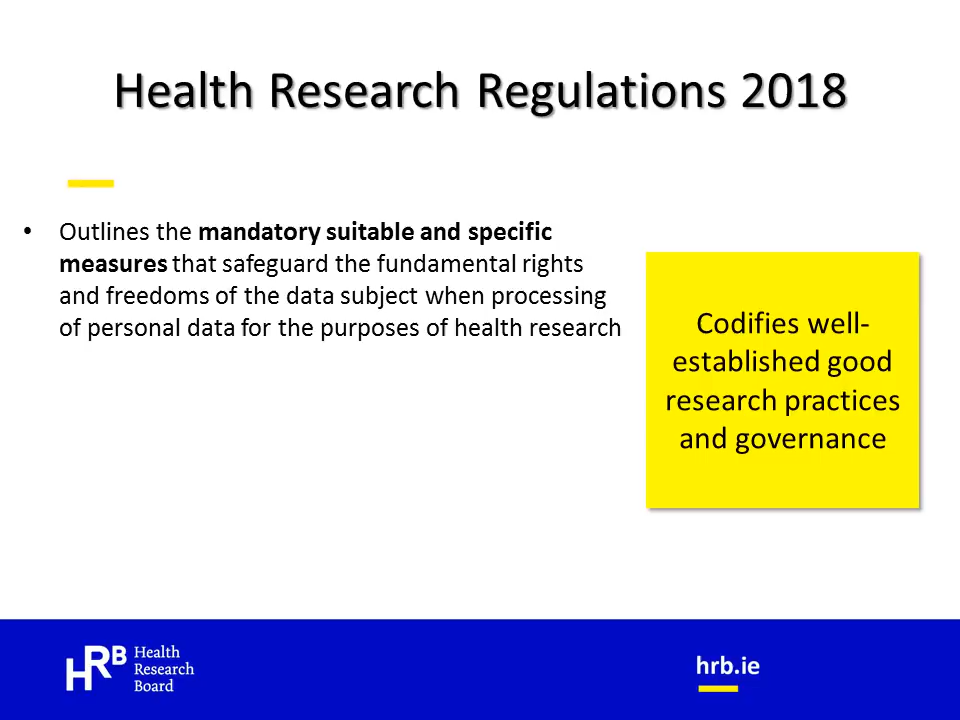 Health Research Regulations 2018
• Outlines the mandatory suitable and specific
measures that safeguard the fundamental rights
and freedoms of the data subject when processing
of personal data for the purposes of health research
Codifies well-
established good
research practices
and governance
HRB Health
Research
Board
hrb.ie